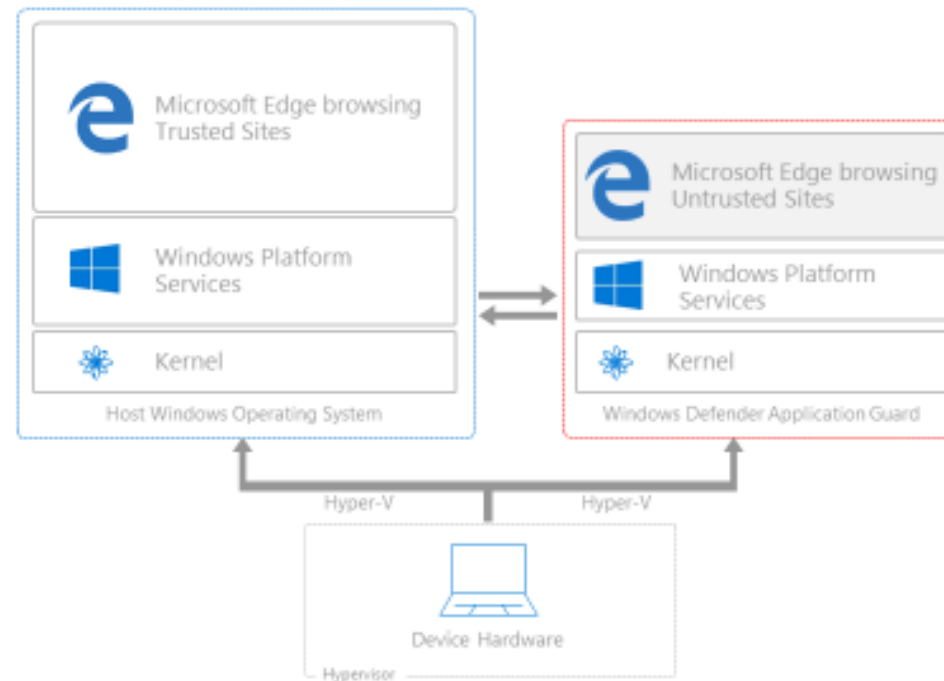 Microsoft Edge browsing
Trusted Sites
Windows Platform
Services
Kernel
Host Windows Operating System
Microsoft Edge browsing
Untrusted Sites
Windows Platform
Services
Kernel
Windows Defender Application Guard
Hyper-V
Hyper-V
Device Hardware
Hypervisor